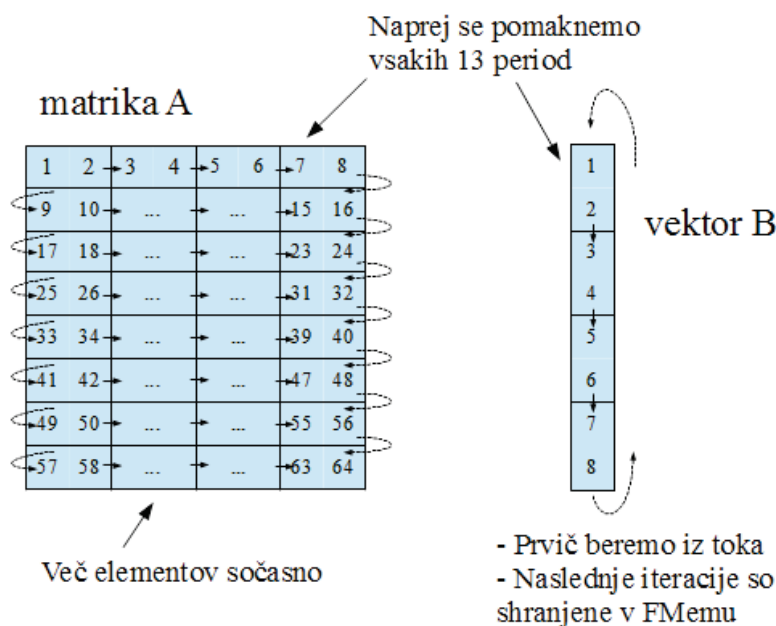 Naprej se pomaknemo
vsakih 13 period
matrika A
1 2 3 4 5 6 7 8
9 10 ... ... 15 16
17 18 ... ... 23 24
25 26 ... ... 31 32
33 34 ... ... 39 40
41 42 ... ... 47 48
49 50 ... ... 55 56
57 58 ... ... 63 64
Več elementov sočasno
1
2
3
4
5
6
7
8
vektor B
- Prvič beremo iz toka
- Naslednje iteracije so
shranjene v FMemu